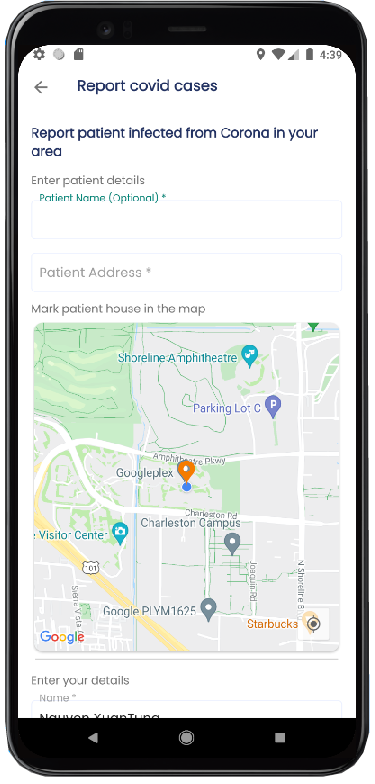 4:39
Report covid cases
Report patient infected from Corona in your
area
Enter patient details
Patient Name (Optional) *
Patient Address *
Mark patient house in the map
Shoreline Amphitheatre
Parking Lot C
Amphitheatre Pkwy
Googleplex
Charleston Rd
Charleston Campus
e Visitor Center
101
Joaquin Rd
N Shoreline B
Sierra Vista
Google PLYM1625
Starbucks
Google
Enter your details
Name *
Nguyen XuanTung